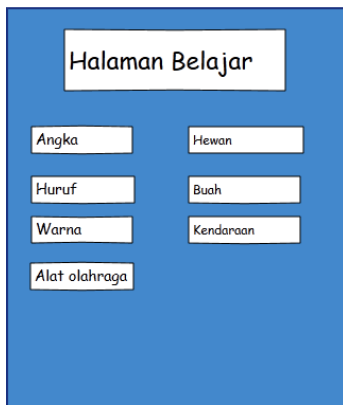 Halaman Belajar
Angka
Hewan
Huruf
Buah
Warna
Kendaraan
Alat olahraga